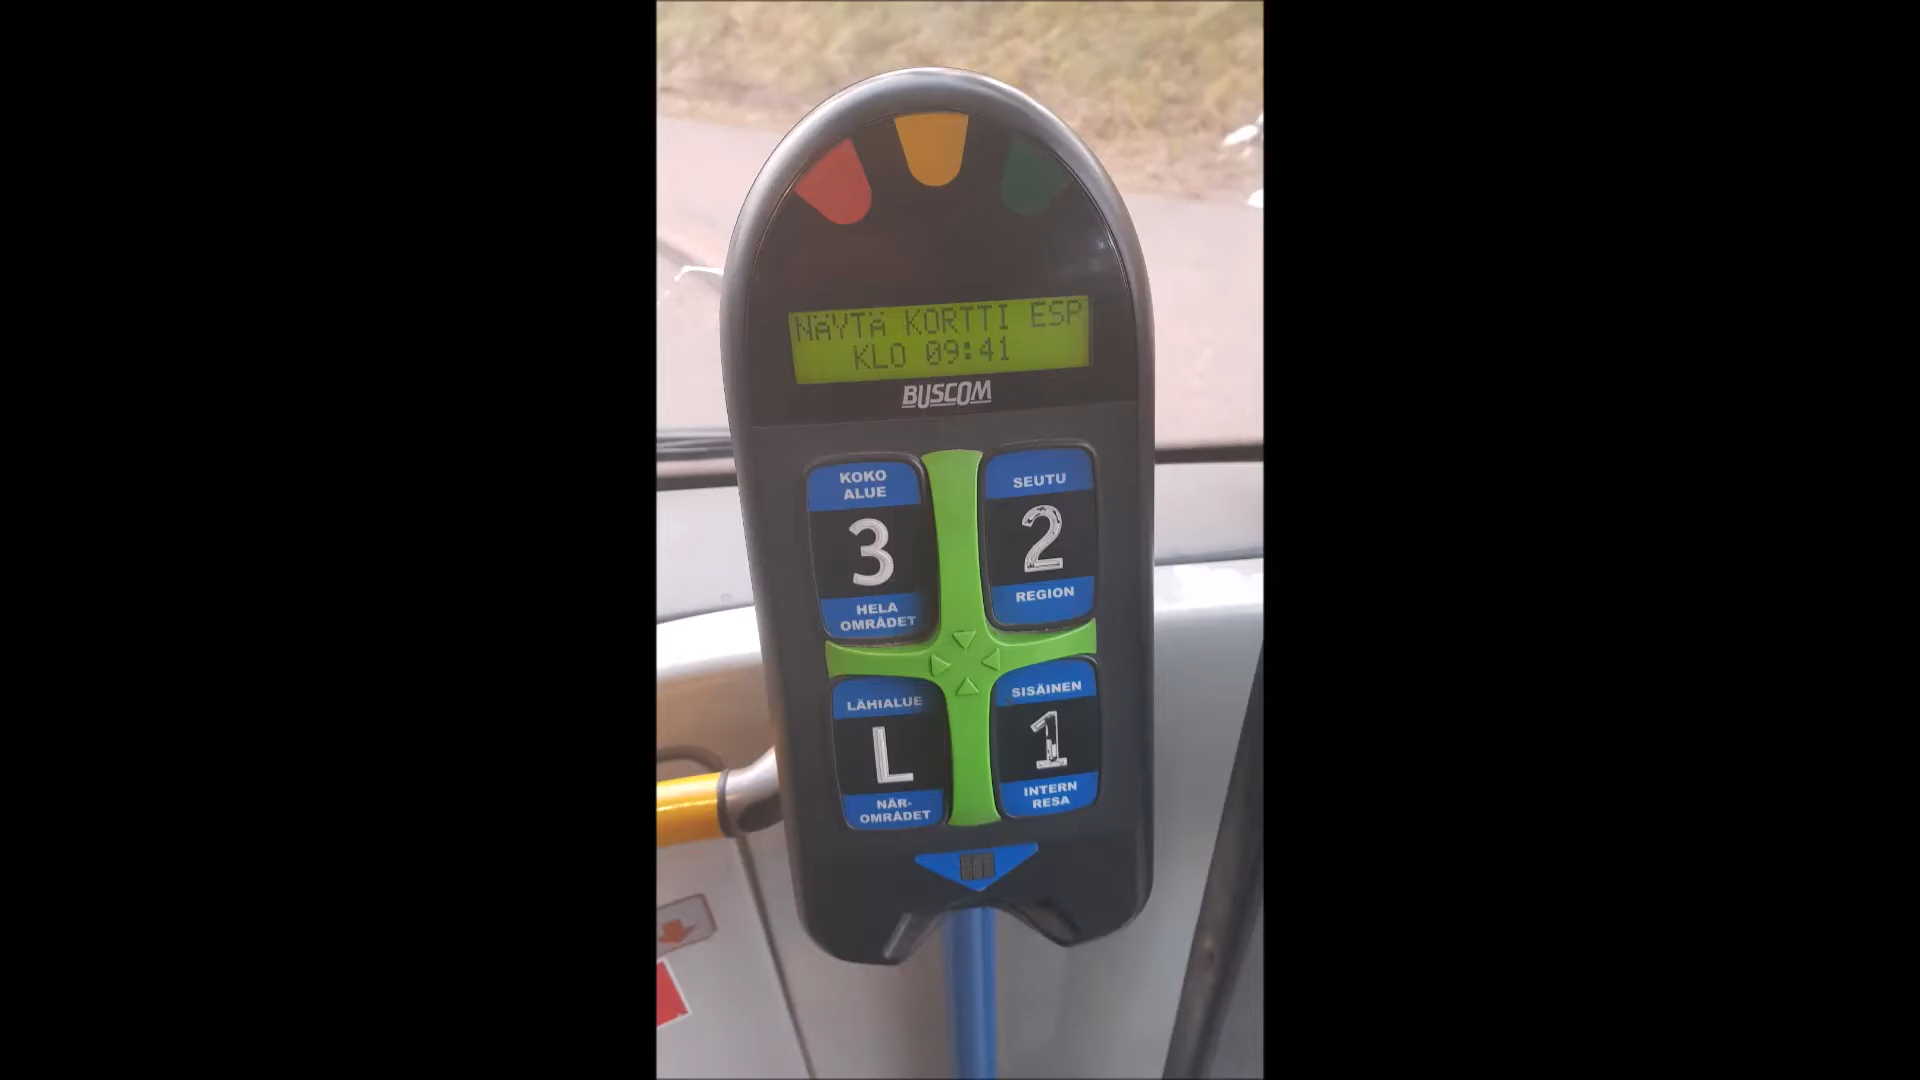 NÄYTÄ KORTTI ESP
KLO 09:41
BUSCOM
KOKO
ALUE
3
HELA
OMRÅDET
SEUTU
2
REGION
LÄHIALUE
L
NÄR-
OMRÅDET
SISÄINEN
1
INTERN
RESA